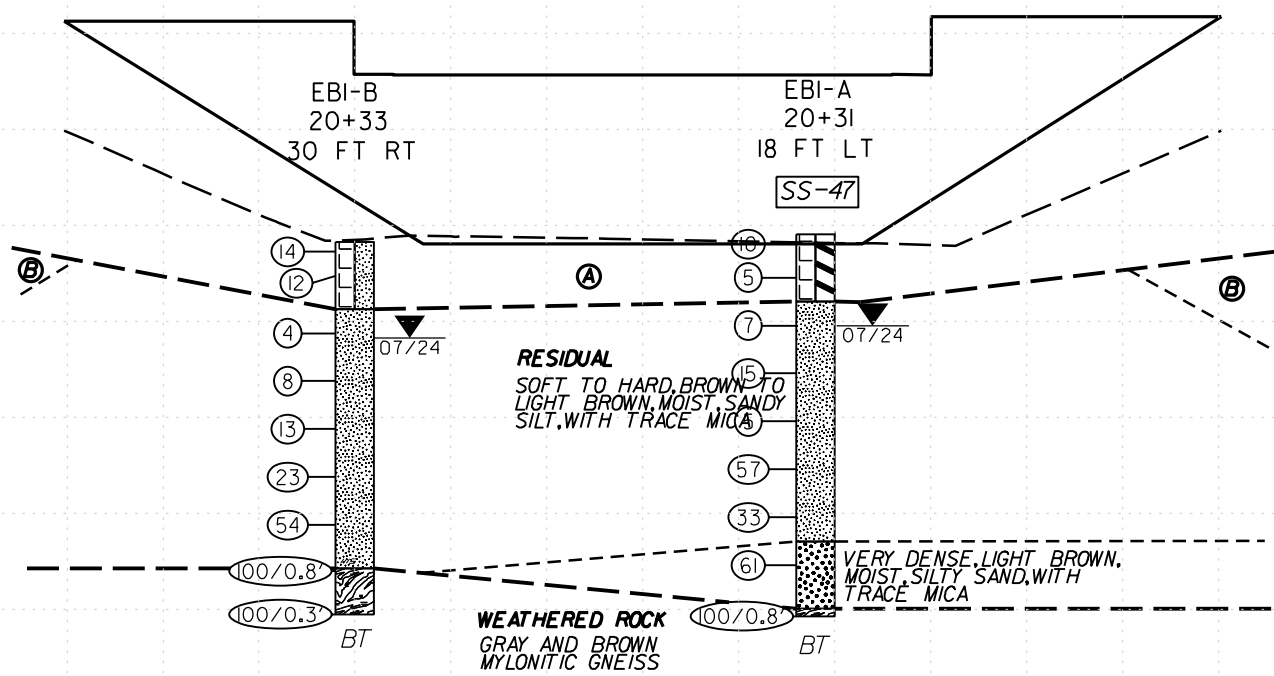 EB1-B
20+33
30 FT RT
EB1-A
20+31
18 FT LT
SS-47
14
12
4
8
13
23
54
100/0.8'
100/0.3'
BT
B
A
B
07/24
07/24
RESIDUAL
SOFT TO HARD, BROWN TO
LIGHT BROWN, MOIST, SANDY
SILT, WITH TRACE MICA
5
7
15
57
33
61
100/0.8'
BT
VERY DENSE, LIGHT BROWN,
MOIST, SILTY SAND, WITH
TRACE MICA
WEATHERED ROCK
GRAY AND BROWN
MYLONITIC GNEISS